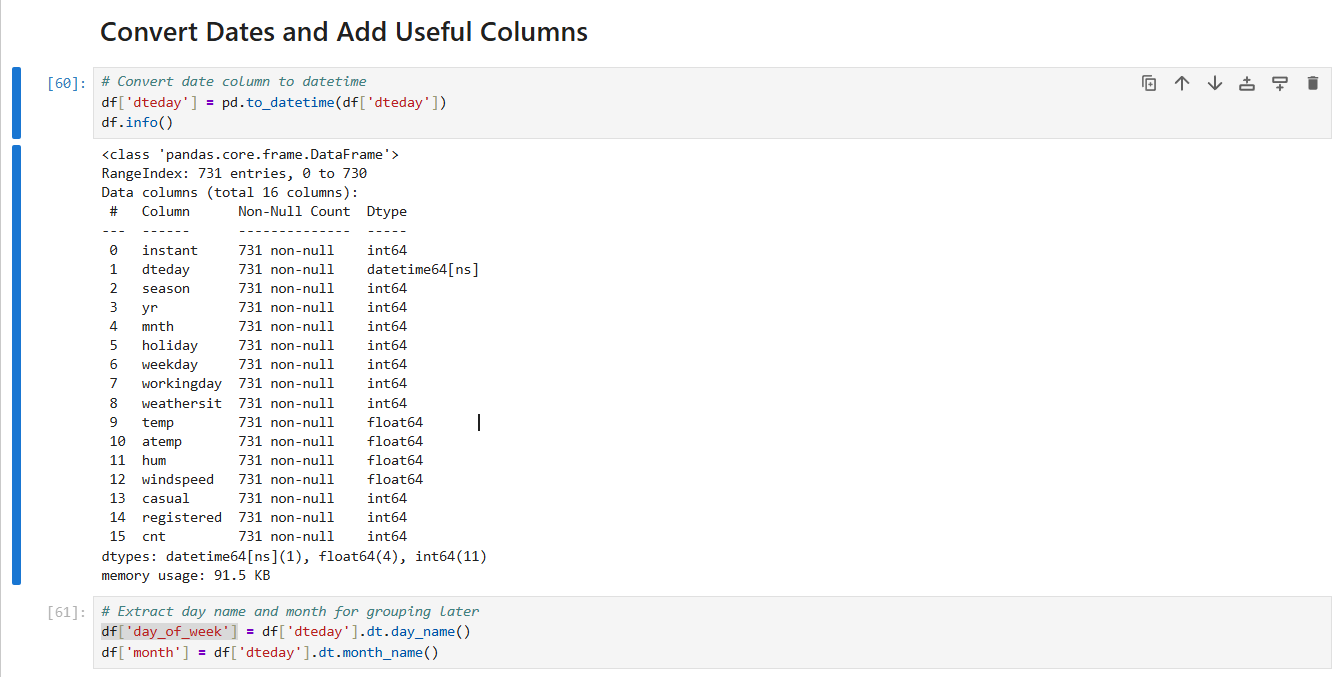 Convert Dates and Add Useful Columns
[60]: # Convert date column to datetime
df['dteday'] = pd.to_datetime(df['dteday'])
df.info()
<class 'pandas.core.frame.DataFrame'>
RangeIndex: 731 entries, 0 to 730
Data columns (total 16 columns):
 #   Column      Non-Null Count  Dtype
---  ------      --------------  -----
 0   instant     731 non-null    int64
 1   dteday      731 non-null    datetime64[ns]
 2   season      731 non-null    int64
 3   yr          731 non-null    int64
 4   mnth        731 non-null    int64
 5   holiday     731 non-null    int64
 6   weekday     731 non-null    int64
 7   workingday  731 non-null    int64
 8   weathersit  731 non-null    int64
 9   temp        731 non-null    float64
 10  atemp       731 non-null    float64
 11  hum         731 non-null    float64
 12  windspeed   731 non-null    float64
 13  casual      731 non-null    int64
 14  registered  731 non-null    int64
 15  cnt         731 non-null    int64
dtypes: datetime64[ns](1), float64(4), int64(11)
memory usage: 91.5 KB
[61]: # Extract day name and month for grouping later
df['day_of_week'] = df['dteday'].dt.day_name()
df['month'] = df['dteday'].dt.month_name()